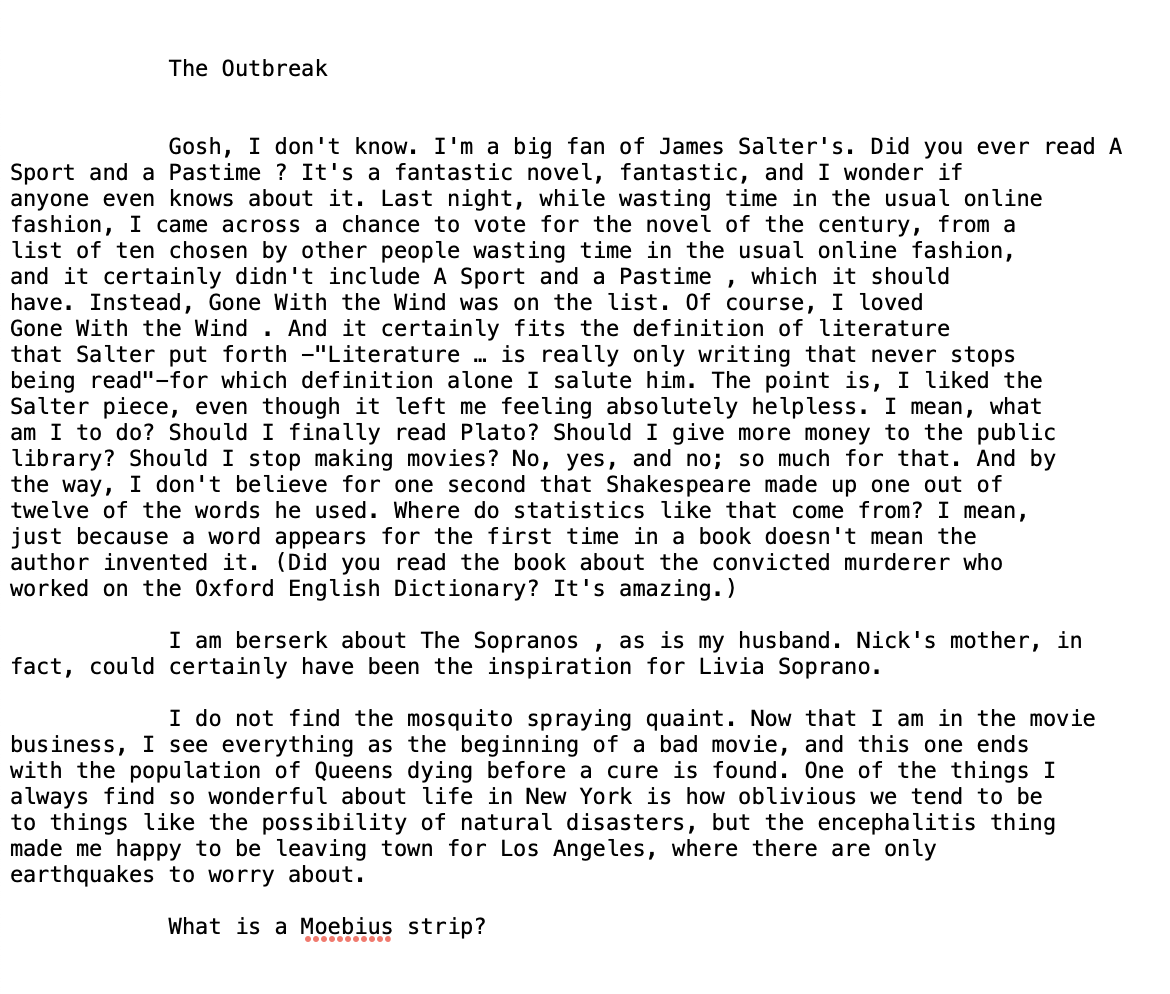 The Outbreak
Gosh, I don't know. I'm a big fan of James Salter's. Did you ever read A
Sport and a Pastime ? It's a fantastic novel, fantastic, and I wonder if
anyone even knows about it. Last night, while wasting time in the usual online
fashion, I came across a chance to vote for the novel of the century, from a
list of ten chosen by other people wasting time in the usual online fashion,
and it certainly didn't include A Sport and a Pastime , which it should
have. Instead, Gone With the Wind was on the list. Of course, I loved
Gone With the Wind . And it certainly fits the definition of literature
that Salter put forth –"Literature … is really only writing that never stops
being read"–for which definition alone I salute him. The point is, I liked the
Salter piece, even though it left me feeling absolutely helpless. I mean, what
am I to do? Should I finally read Plato? Should I give more money to the public
library? Should I stop making movies? No, yes, and no; so much for that. And by
the way, I don't believe for one second that Shakespeare made up one out of
twelve of the words he used. Where do statistics like that come from? I mean,
just because a word appears for the first time in a book doesn't mean the
author invented it. (Did you read the book about the convicted murderer who
worked on the Oxford English Dictionary? It's amazing.)
I am berserk about The Sopranos , as is my husband. Nick's mother, in
fact, could certainly have been the inspiration for Livia Soprano.
I do not find the mosquito spraying quaint. Now that I am in the movie
business, I see everything as the beginning of a bad movie, and this one ends
with the population of Queens dying before a cure is found. One of the things I
always find so wonderful about life in New York is how oblivious we tend to be
to things like the possibility of natural disasters, but the encephalitis thing
made me happy to be leaving town for Los Angeles, where there are only
earthquakes to worry about.
What is a Moebius strip?